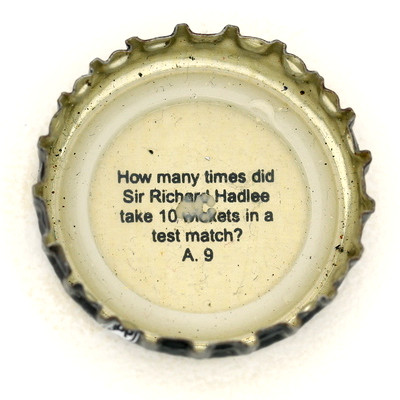 How many times did
Sir Richard Hadlee
take 10 wickets in a
test match?
A. 9